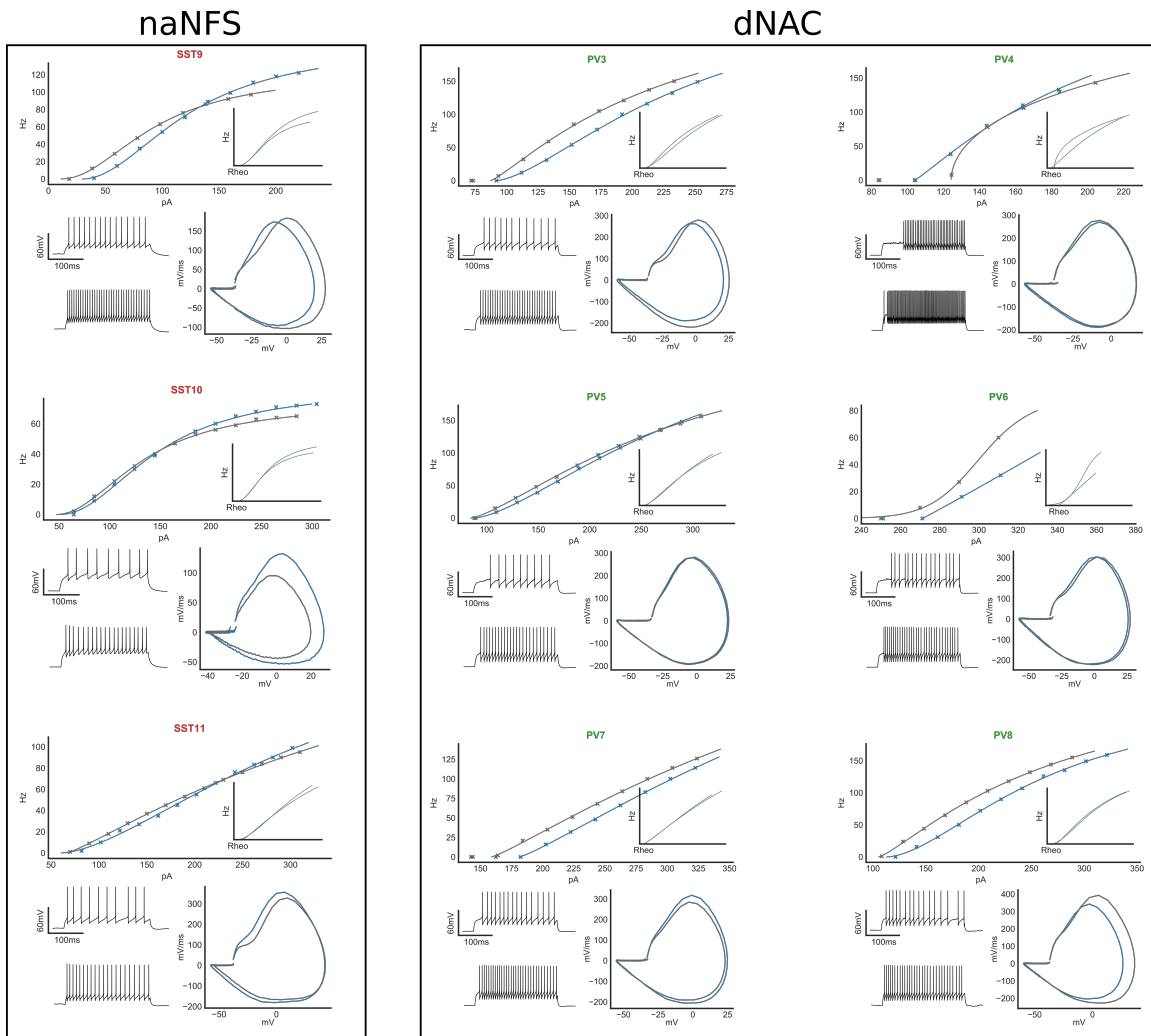 naNFS
dNAC
SST9
120
100
80
60
40
20
0
Hz
0 50 100 150 200
pA
Hz
Rheo
60mV
100ms
150
100
50
0
−50
−100
mV/ms
−50 −25 0 25
mV
SST10
60
40
20
0
Hz
50 100 150 200 250 300
pA
Hz
Rheo
60mV
100ms
100
50
0
−50
mV/ms
−40 −20 0 20
mV
SST11
100
80
60
40
20
0
Hz
50 100 150 200 250 300
pA
Hz
Rheo
60mV
100ms
300
200
100
0
−100
−200
mV/ms
−50 −25 0 25
mV
PV3
150
100
50
0
Hz
75 100 125 150 175 200 225 250 275
pA
Hz
Rheo
60mV
100ms
300
200
100
0
−100
−200
mV/ms
−50 −25 0 25
mV
PV4
150
100
50
0
Hz
80 100 120 140 160 180 200 220
pA
Hz
Rheo
60mV
100ms
300
200
100
0
−100
−200
mV/ms
−50 −25 0
mV
PV5
150
100
50
0
Hz
50 100 150 200 250 300
pA
Hz
Rheo
60mV
100ms
300
200
100
0
−100
−200
mV/ms
−50 −25 0 25
mV
PV6
80
60
40
20
0
Hz
240 260 280 300 320 340 360 380
pA
Hz
Rheo
60mV
100ms
300
200
100
0
−100
−200
mV/ms
−50 −25 0 25
mV
PV7
125
100
75
50
25
0
Hz
150 175 200 225 250 275 300 325 350
pA
Hz
Rheo
60mV
100ms
400
300
200
100
0
−100
−200
mV/ms
−50 −25 0 25
mV
PV8
150
100
50
0
Hz
100 150 200 250 300 350
pA
Hz
Rheo
60mV
100ms
400
300
200
100
0
−100
−200
mV/ms
−50 −25 0 25
mV